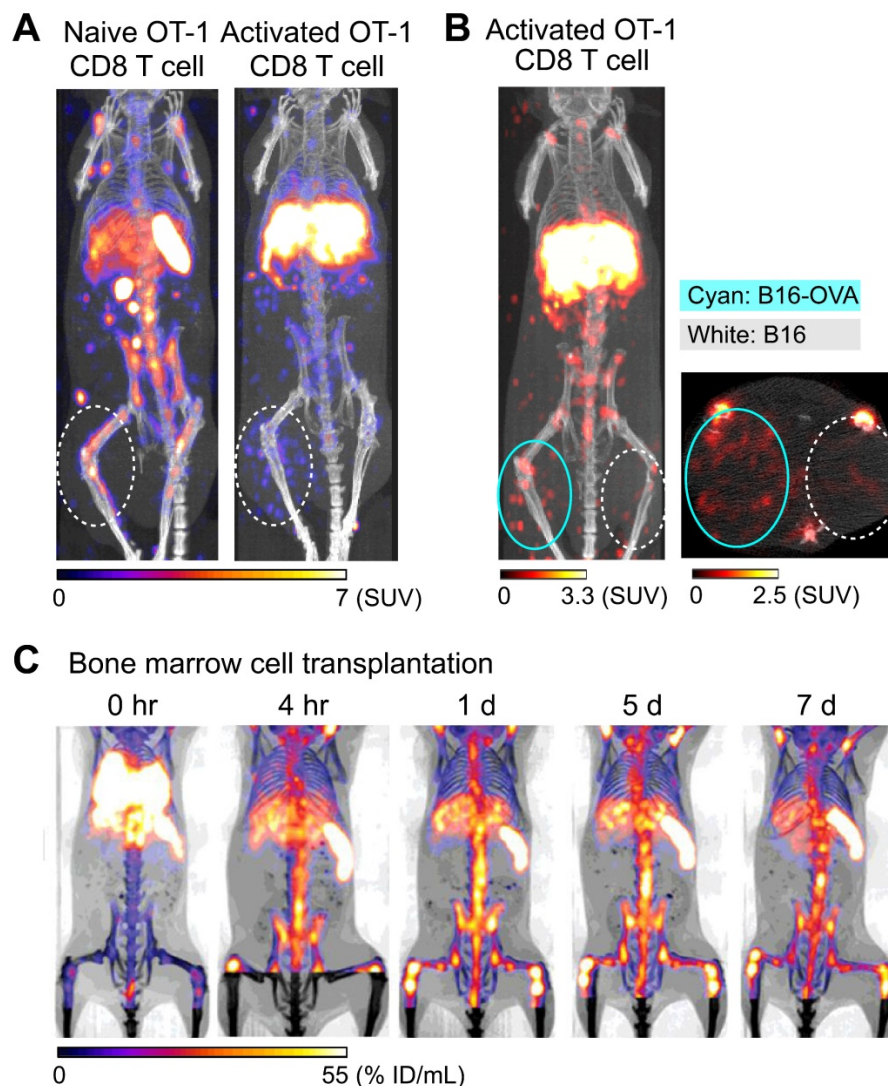 A
Naive OT-1
CD8 T cell
Activated OT-1
CD8 T cell
0
7 (SUV)
B
Activated OT-1
CD8 T cell
Cyan: B16-OVA
White: B16
0
3.3 (SUV)
0
2.5 (SUV)
C Bone marrow cell transplantation
0 hr
4 hr
1 d
5 d
7 d
0
55 (% ID/mL)